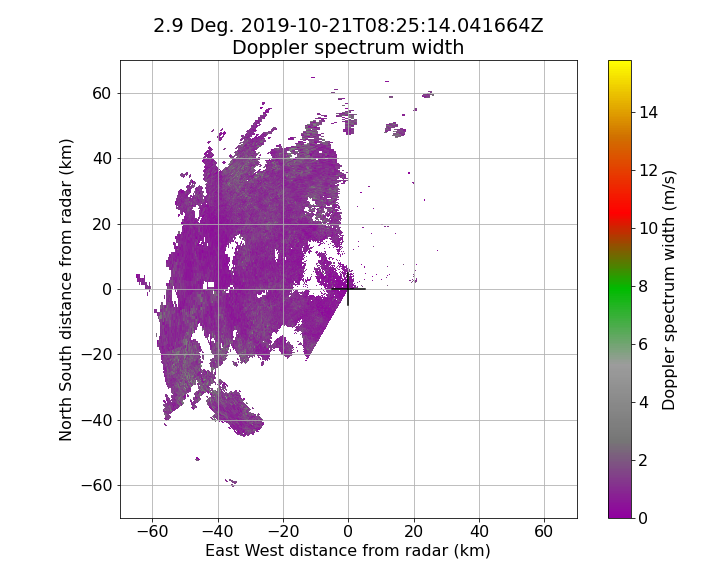 2.9 Deg. 2019-10-21T08:25:14.041664Z
Doppler spectrum width
North South distance from radar (km)
60
40
20
0
−20
−40
−60
−60 −40 −20 0 20 40 60
East West distance from radar (km)
14
12
10
8
6
4
2
0
Doppler spectrum width (m/s)